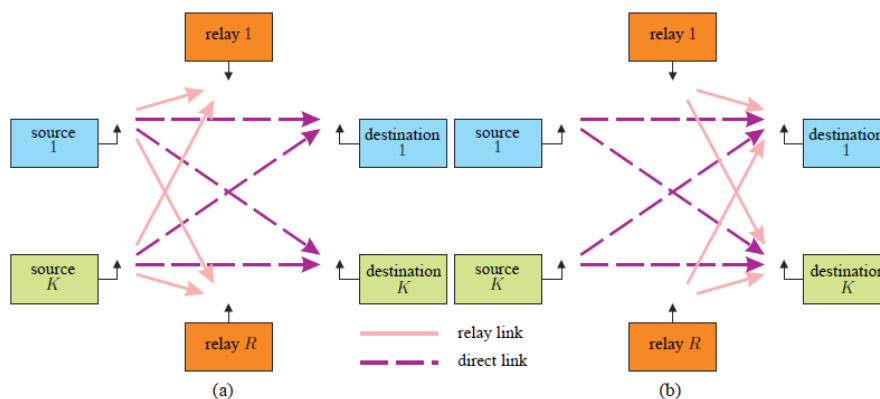 relay 1
relay 1
source
1
destination
1
source
1
destination
1
source
K
destination
K
source
K
destination
K
relay R
relay link
direct link
relay R
(a)
(b)